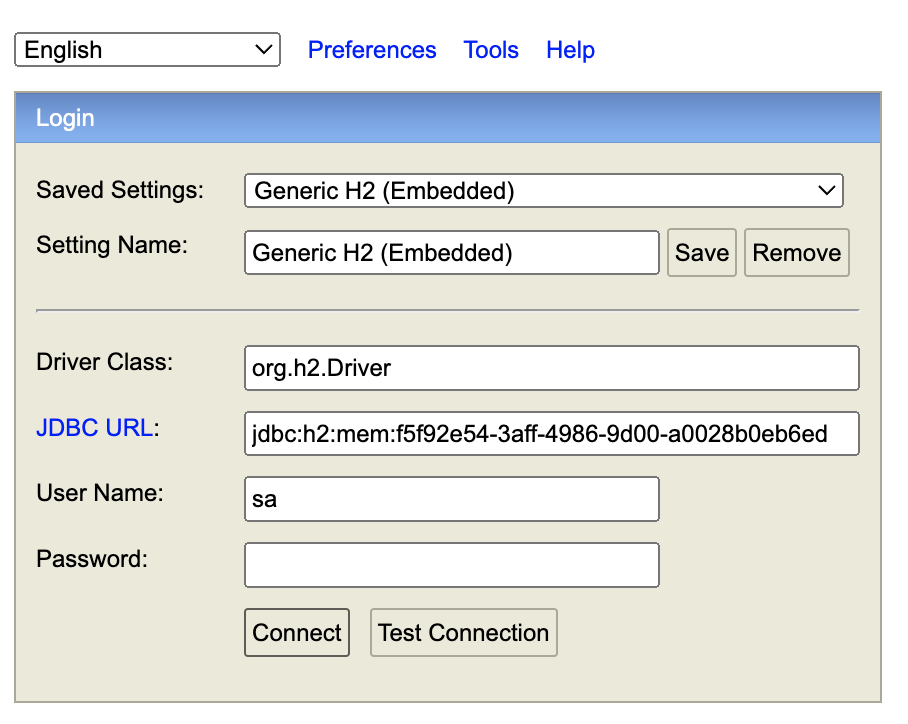 English Preferences Tools Help
Login
Saved Settings: Generic H2 (Embedded)
Setting Name: Generic H2 (Embedded) Save Remove
Driver Class: org.h2.Driver
JDBC URL: jdbc:h2:mem:f5f92e54-3aff-4986-9d00-a0028b0eb6ed
User Name: sa
Password:
Connect Test Connection